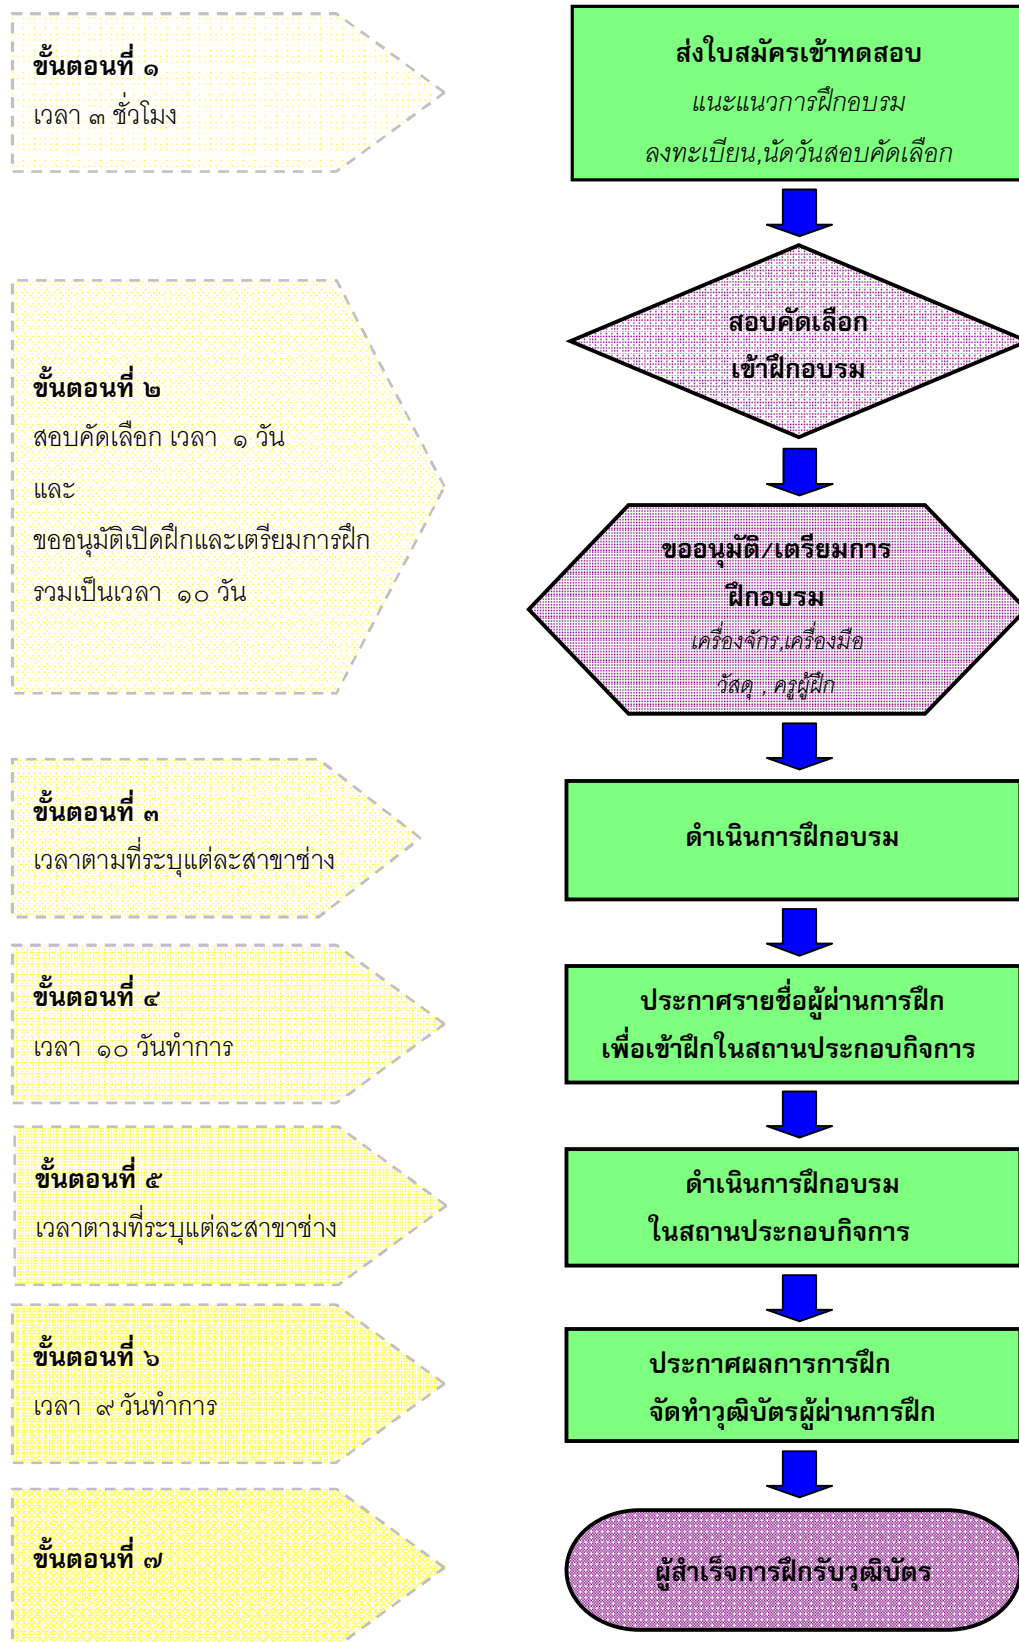 ขั้นตอนที่ ๑
เวลา ๓ ชั่วโมง
ส่งใบสมัครเข้าทดสอบ
แนะแนวการฝึกอบรม
ลงทะเบียน,นัดวันสอบคัดเลือก
ขั้นตอนที่ ๒
สอบคัดเลือก เวลา ๑ วัน
และ
ขออนุมัติเปิดฝึกและเตรียมการฝึก
รวมเป็นเวลา ๑๐ วัน
สอบคัดเลือก
เข้าฝึกอบรม
ขออนุมัติ/เตรียมการ
ฝึกอบรม
เครื่องจักร,เครื่องมือ
วัสดุ , ครูผู้ฝึก
ขั้นตอนที่ ๓
เวลาตามที่ระบุแต่ละสาขาช่าง
ดำเนินการฝึกอบรม
ขั้นตอนที่ ๔
เวลา ๑๐ วันทำการ
ประกาศรายชื่อผู้ผ่านการฝึก
เพื่อเข้าฝึกในสถานประกอบกิจการ
ขั้นตอนที่ ๕
เวลาตามที่ระบุแต่ละสาขาช่าง
ดำเนินการฝึกอบรม
ในสถานประกอบกิจการ
ขั้นตอนที่ ๖
เวลา ๙ วันทำการ
ประกาศผลการการฝึก
จัดทำวุฒิบัตรผู้ผ่านการฝึก
ขั้นตอนที่ ๗
ผู้สำเร็จการฝึกรับวุฒิบัตร